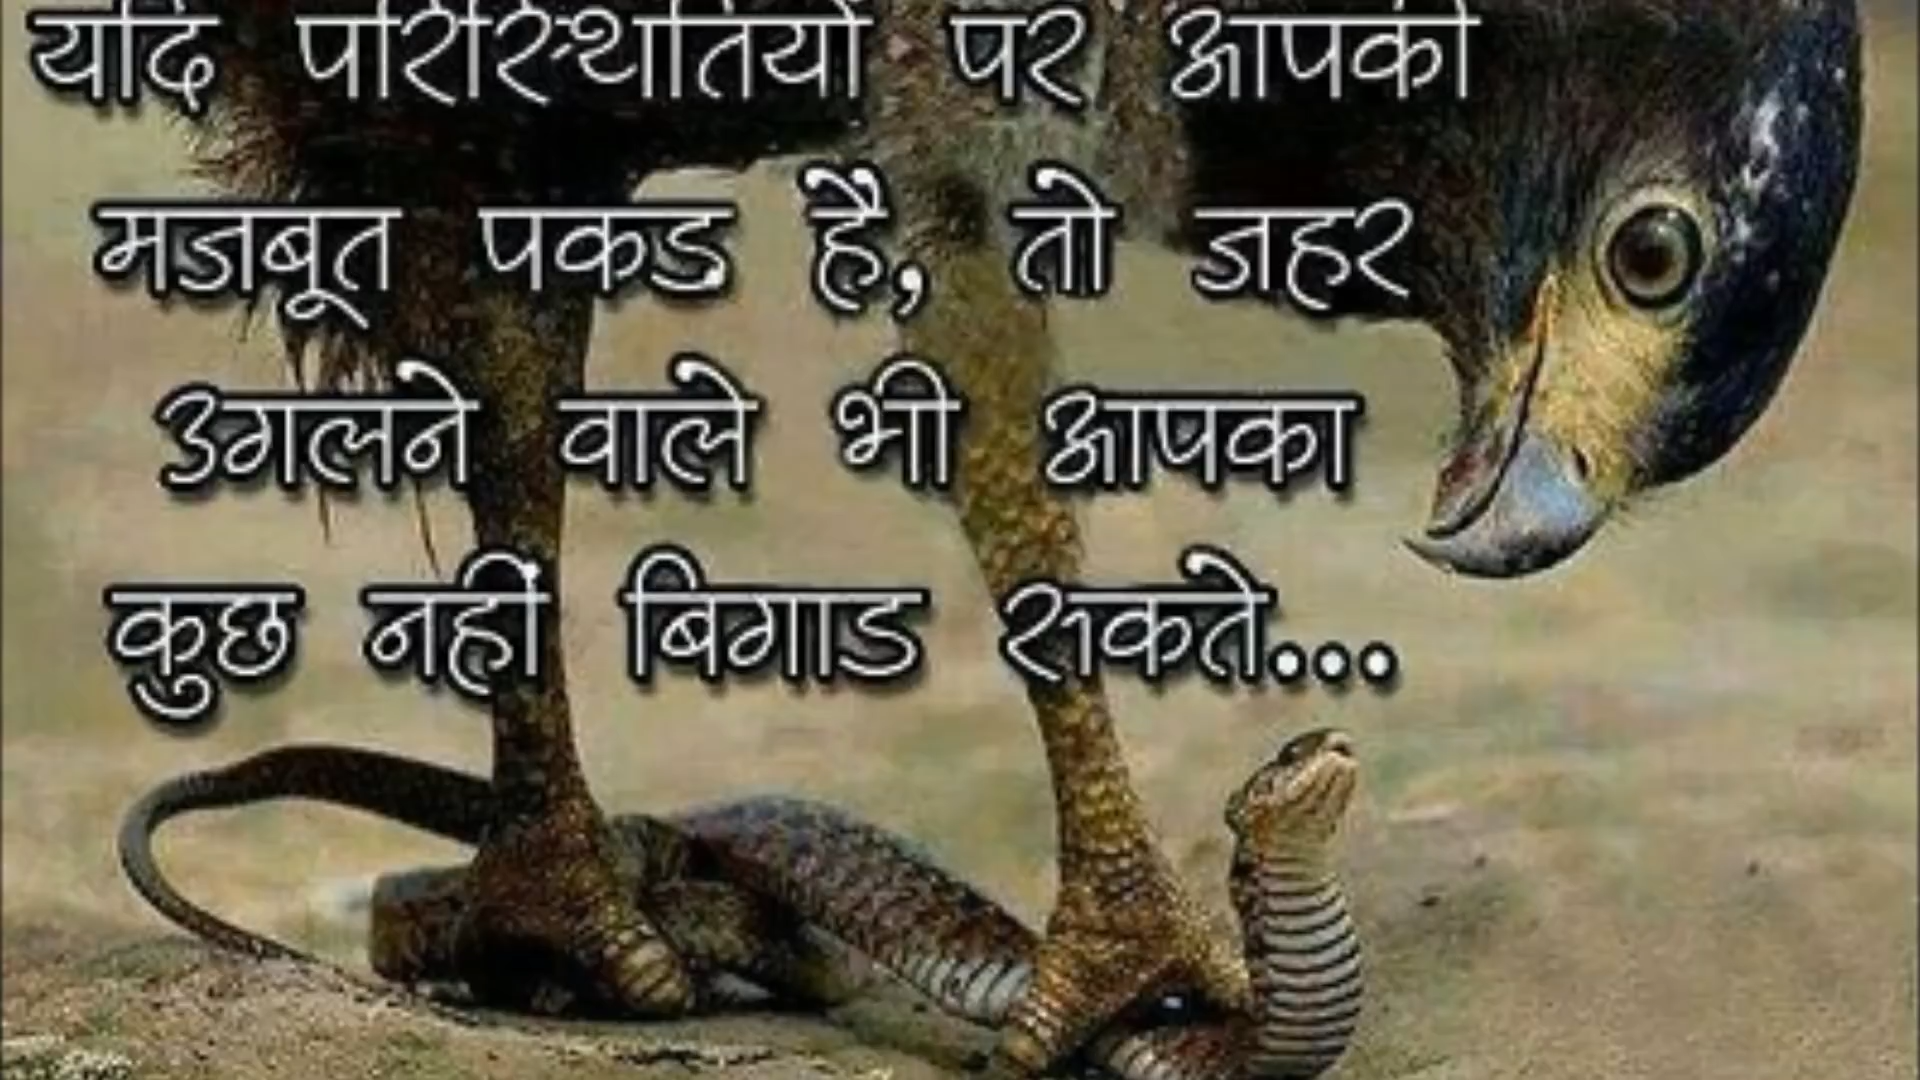 यदि परिस्थितियों पर आपकी
मजबूत पकड है, तो जहर
उगलने वाले भी आपका
कुछ नहीं बिगाड सकते...